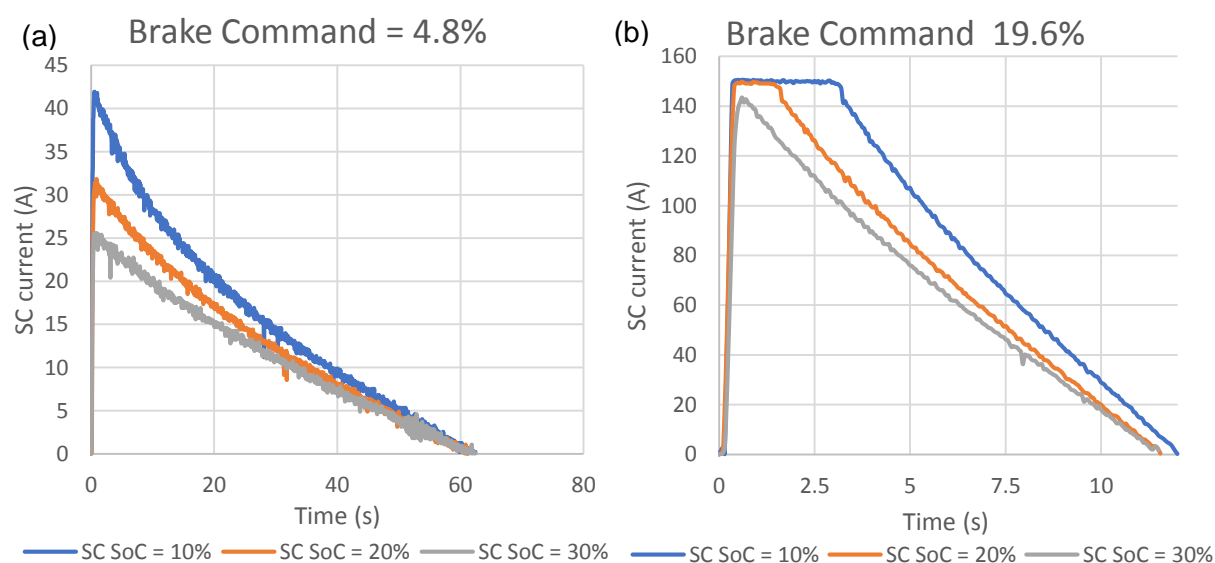 (a)
Brake Command = 4.8%
SC current (A)
45
40
35
30
25
20
15
10
5
0
0 20 40 60 80
Time (s)
SC SoC = 10% SC SoC = 20% SC SoC = 30%
(b)
Brake Command 19.6%
SC current (A)
160
140
120
100
80
60
40
20
0
0 2.5 5 7.5 10
Time (s)
SC SoC = 10% SC SoC = 20% SC SoC = 30%